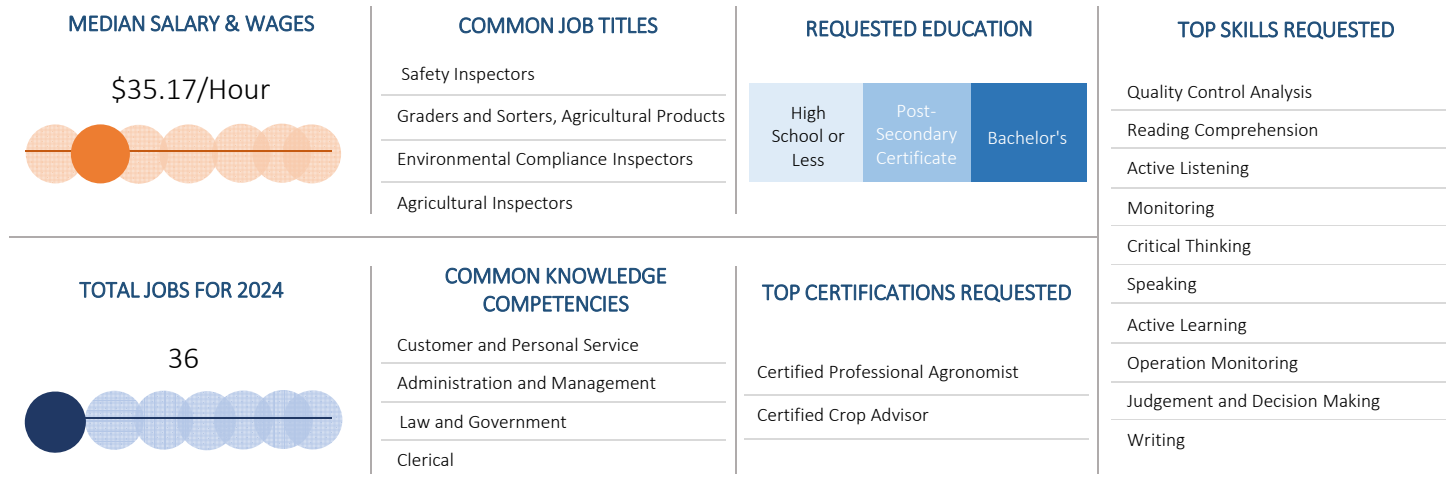 MEDIAN SALARY & WAGES
$35.17/Hour
COMMON JOB TITLES
Safety Inspectors
Graders and Sorters, Agricultural Products
Environmental Compliance Inspectors
Agricultural Inspectors
REQUESTED EDUCATION
High
School or
Less
Post-
Secondary
Certificate
Bachelor's
TOP SKILLS REQUESTED
Quality Control Analysis
Reading Comprehension
Active Listening
Monitoring
Critical Thinking
Speaking
Active Learning
Operation Monitoring
Judgement and Decision Making
Writing
TOTAL JOBS FOR 2024
36
COMMON KNOWLEDGE
COMPETENCIES
Customer and Personal Service
Administration and Management
Law and Government
Clerical
TOP CERTIFICATIONS REQUESTED
Certified Professional Agronomist
Certified Crop Advisor